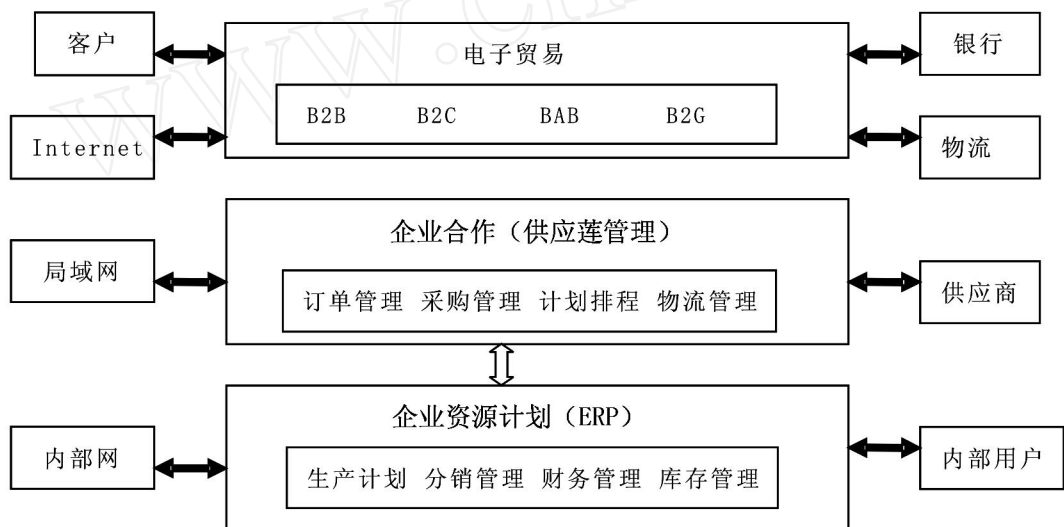 客户
电子贸易
银行
B2B B2C BAB B2G
Internet
物流
企业合作（供应莲管理）
局域网
订单管理 采购管理 计划排程 物流管理
供应商
企业资源计划（ERP）
内部网
生产计划 分销管理 财务管理 库存管理
内部用户